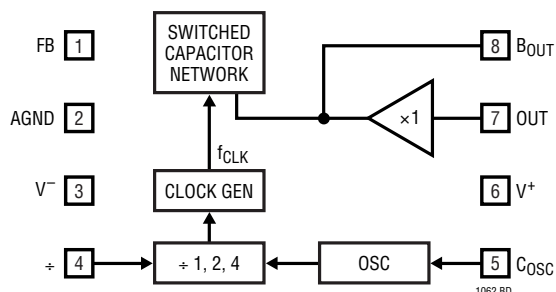 SWITCHED
CAPACITOR
NETWORK
FB 1
8 BOUT
AGND 2
×1
7 OUT
fCLK
V− 3
CLOCK GEN
6 V+
÷ 4
÷ 1, 2, 4
OSC
5 COSC
1062 BD